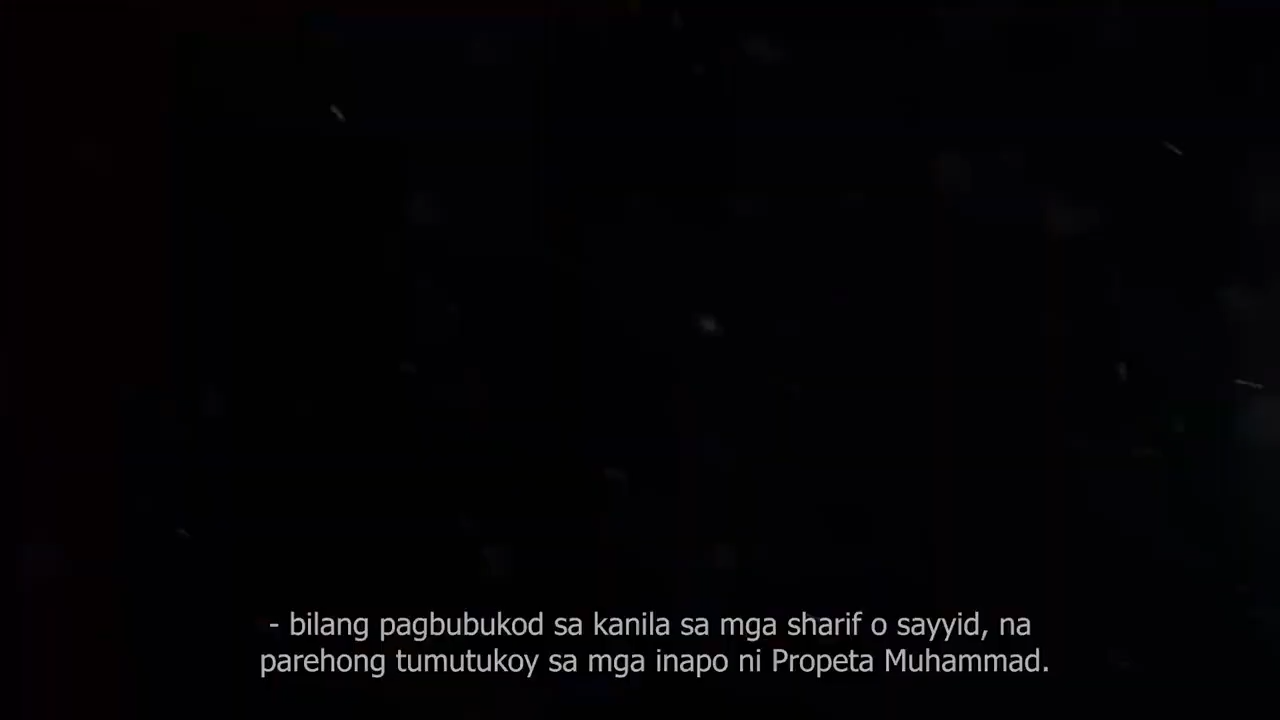 - bilang pagbubukod sa kanila sa mga sharif o sayyid, na
parehong tumutukoy sa mga inapo ni Propeta Muhammad.